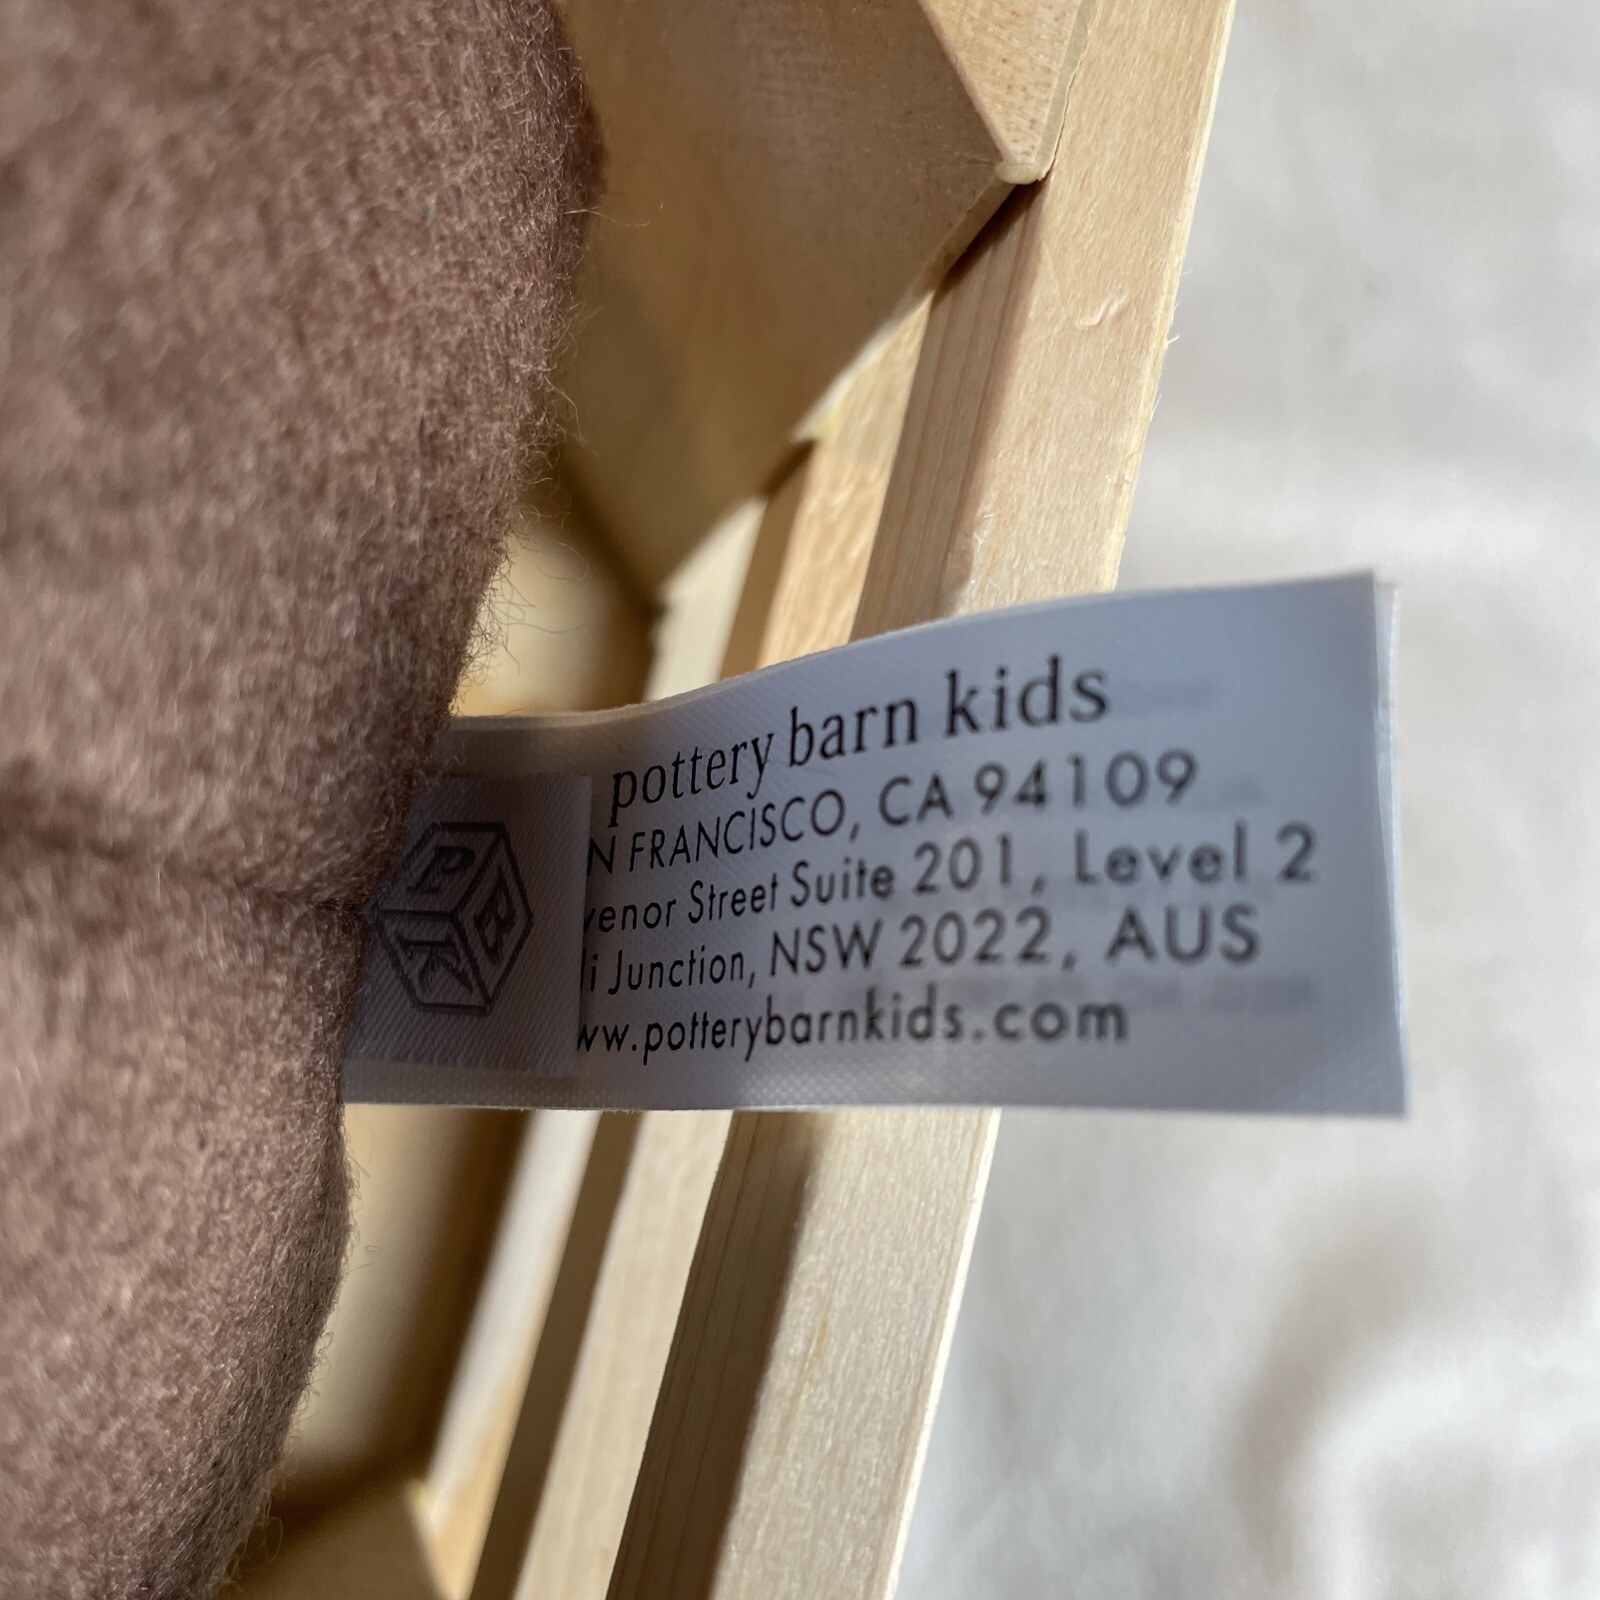 pottery barn kids
N FRANCISCO, CA 94109
venor Street Suite 201, Level 2
li Junction, NSW 2022, AUS
ww.potterybarnkids.com
P
B
K